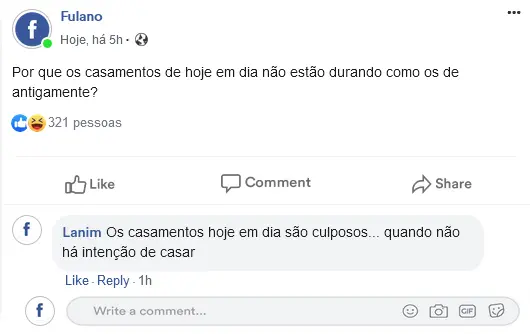 Fulano
Hoje, há 5h ·
Por que os casamentos de hoje em dia não estão durando como os de
antigamente?
321 pessoas
Like Comment Share
Lanim Os casamentos hoje em dia são culposos... quando não
há intenção de casar
Like · Reply · 1h
Write a comment... GIF